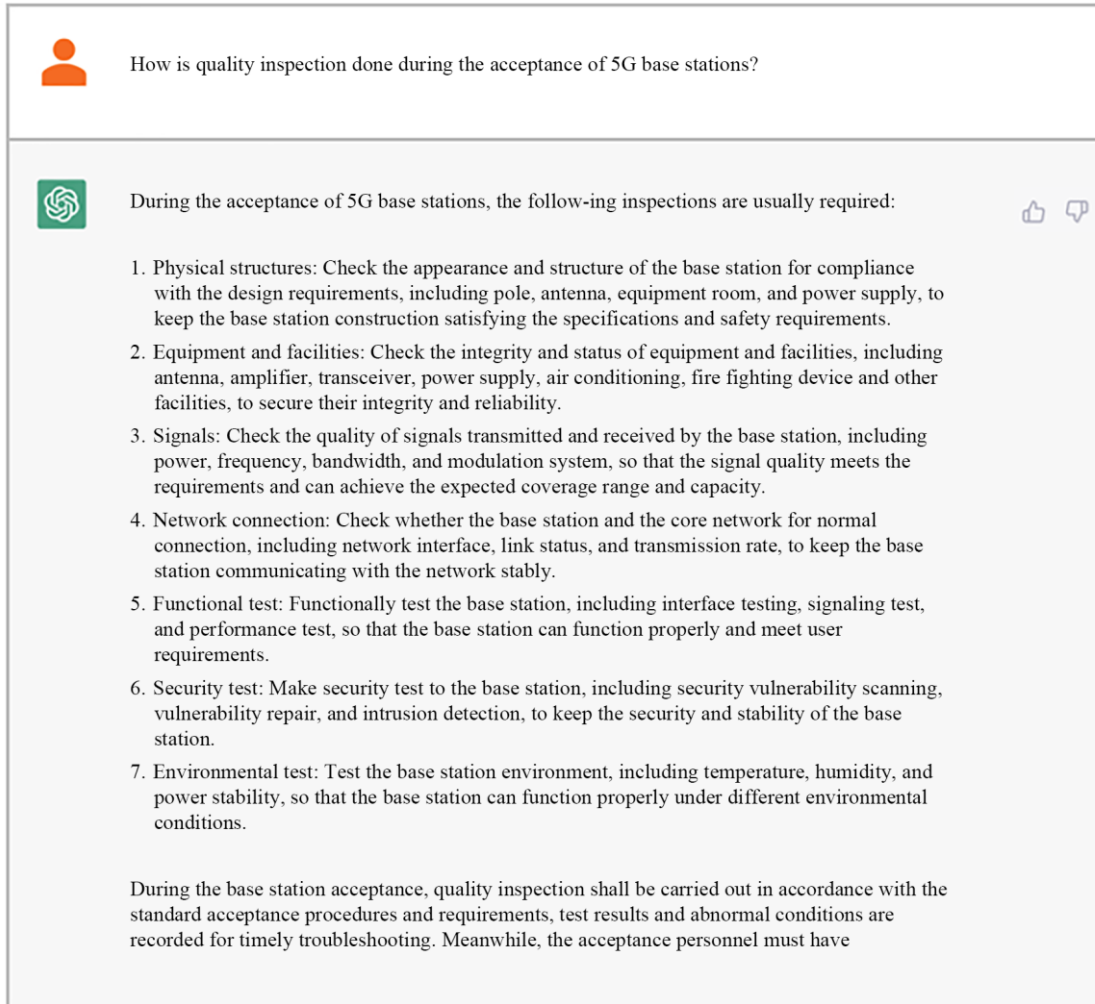 How is quality inspection done during the acceptance of 5G base stations?
During the acceptance of 5G base stations, the follow-ing inspections are usually required:
1. Physical structures: Check the appearance and structure of the base station for compliance
with the design requirements, including pole, antenna, equipment room, and power supply, to
keep the base station construction satisfying the specifications and safety requirements.
2. Equipment and facilities: Check the integrity and status of equipment and facilities, including
antenna, amplifier, transceiver, power supply, air conditioning, fire fighting device and other
facilities, to secure their integrity and reliability.
3. Signals: Check the quality of signals transmitted and received by the base station, including
power, frequency, bandwidth, and modulation system, so that the signal quality meets the
requirements and can achieve the expected coverage range and capacity.
4. Network connection: Check whether the base station and the core network for normal
connection, including network interface, link status, and transmission rate, to keep the base
station communicating with the network stably.
5. Functional test: Functionally test the base station, including interface testing, signaling test,
and performance test, so that the base station can function properly and meet user
requirements.
6. Security test: Make security test to the base station, including security vulnerability scanning,
vulnerability repair, and intrusion detection, to keep the security and stability of the base
station.
7. Environmental test: Test the base station environment, including temperature, humidity, and
power stability, so that the base station can function properly under different environmental
conditions.
During the base station acceptance, quality inspection shall be carried out in accordance with the
standard acceptance procedures and requirements, test results and abnormal conditions are
recorded for timely troubleshooting. Meanwhile, the acceptance personnel must have